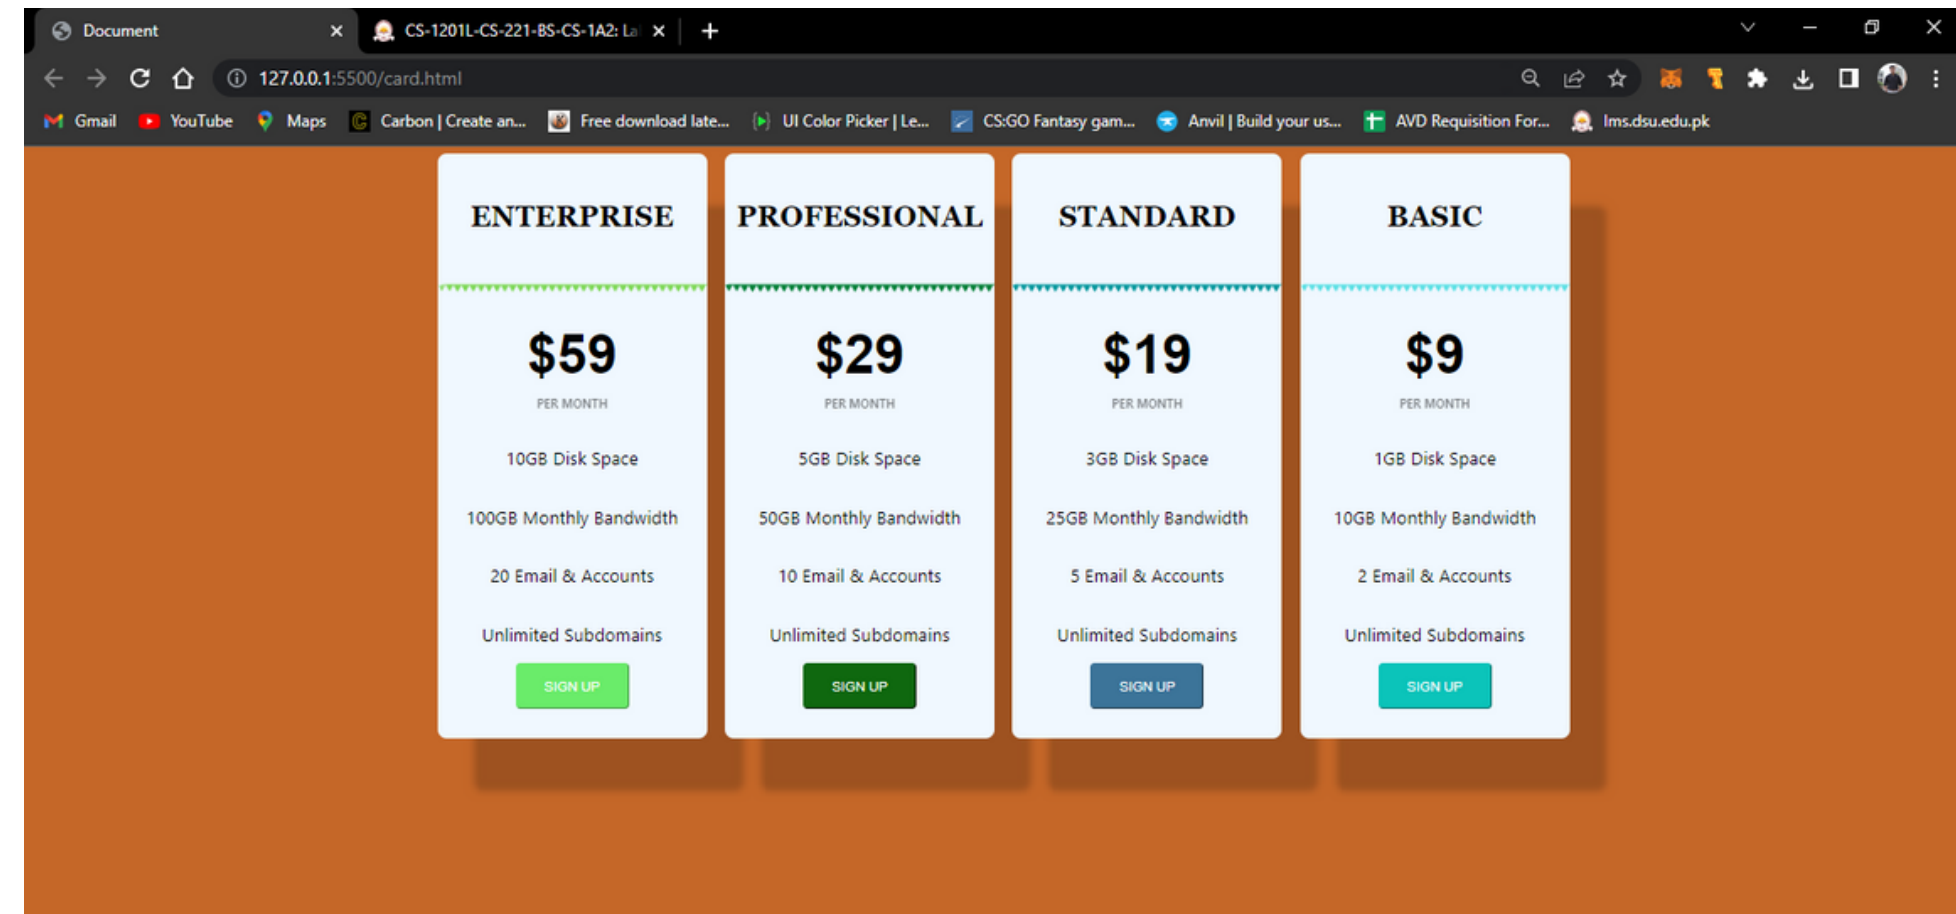 Document
CS-1201L-CS-221-BS-CS-1A2: La
127.0.0.1:5500/card.html
Gmail YouTube Maps Carbon | Create an... Free download late... UI Color Picker | Le... CS:GO Fantasy gam... Anvil | Build your us... AVD Requisition For... lms.dsu.edu.pk
ENTERPRISE
$59
PER MONTH
10GB Disk Space
100GB Monthly Bandwidth
20 Email & Accounts
Unlimited Subdomains
SIGN UP
PROFESSIONAL
$29
PER MONTH
5GB Disk Space
50GB Monthly Bandwidth
10 Email & Accounts
Unlimited Subdomains
SIGN UP
STANDARD
$19
PER MONTH
3GB Disk Space
25GB Monthly Bandwidth
5 Email & Accounts
Unlimited Subdomains
SIGN UP
BASIC
$9
PER MONTH
1GB Disk Space
10GB Monthly Bandwidth
2 Email & Accounts
Unlimited Subdomains
SIGN UP